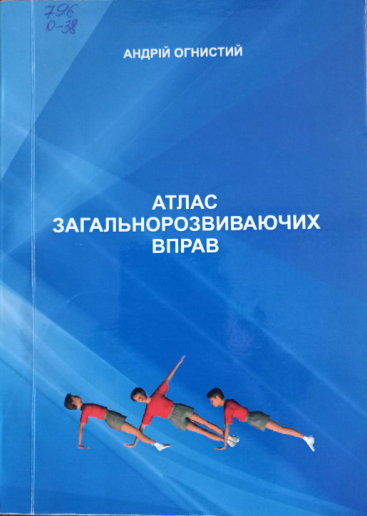 796
О-38
АНДРІЙ ОГНИСТИЙ
АТЛАС
ЗАГАЛЬНОРОЗВИВАЮЧИХ
ВПРАВ